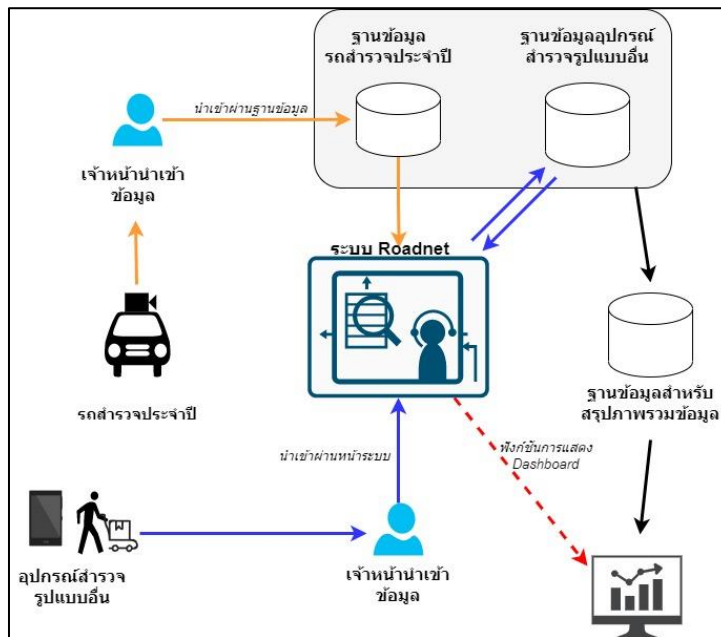 ฐานข้อมูล
รถสำรวจประจำปี
ฐานข้อมูลอุปกรณ์
สำรวจรูปแบบอื่น
นำเข้าผ่านฐานข้อมูล
เจ้าหน้านำเข้า
ข้อมูล
ระบบ Roadnet
รถสำรวจประจำปี
ฐานข้อมูลสำหรับ
สรุปภาพรวมข้อมูล
นำเข้าผ่านหน้าระบบ
ฟังก์ชันการแสดง
Dashboard
อุปกรณ์สำรวจ
รูปแบบอื่น
เจ้าหน้านำเข้า
ข้อมูล